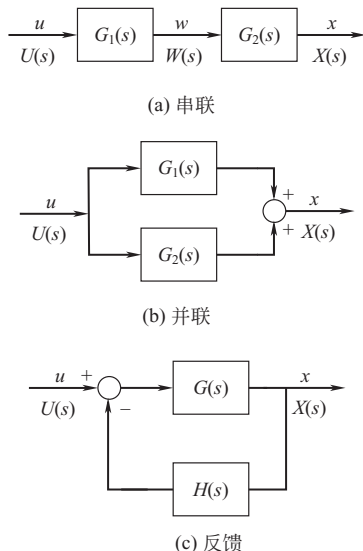 u w x
G₁(s) G₂(s)
U(s) W(s) X(s)
(a) 串联
G₁(s)
u + x
U(s) + X(s)
G₂(s)
(b) 并联
u + G(s) x
U(s) − X(s)
H(s)
(c) 反馈